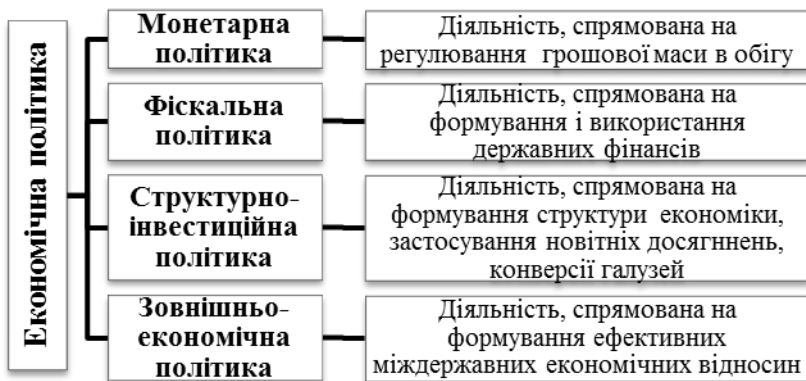 Економічна політика
Монетарна
політика
Діяльність, спрямована на
регулювання грошової маси в обігу
Фіскальна
політика
Діяльність, спрямована на
формування і використання
державних фінансів
Структурно-
інвестиційна
політика
Діяльність, спрямована на
формування структури економіки,
застосування новітніх досягннень,
конверсії галузей
Зовнішньо-
економічна
політика
Діяльність, спрямована на
формування ефективних
міждержавних економічних відносин